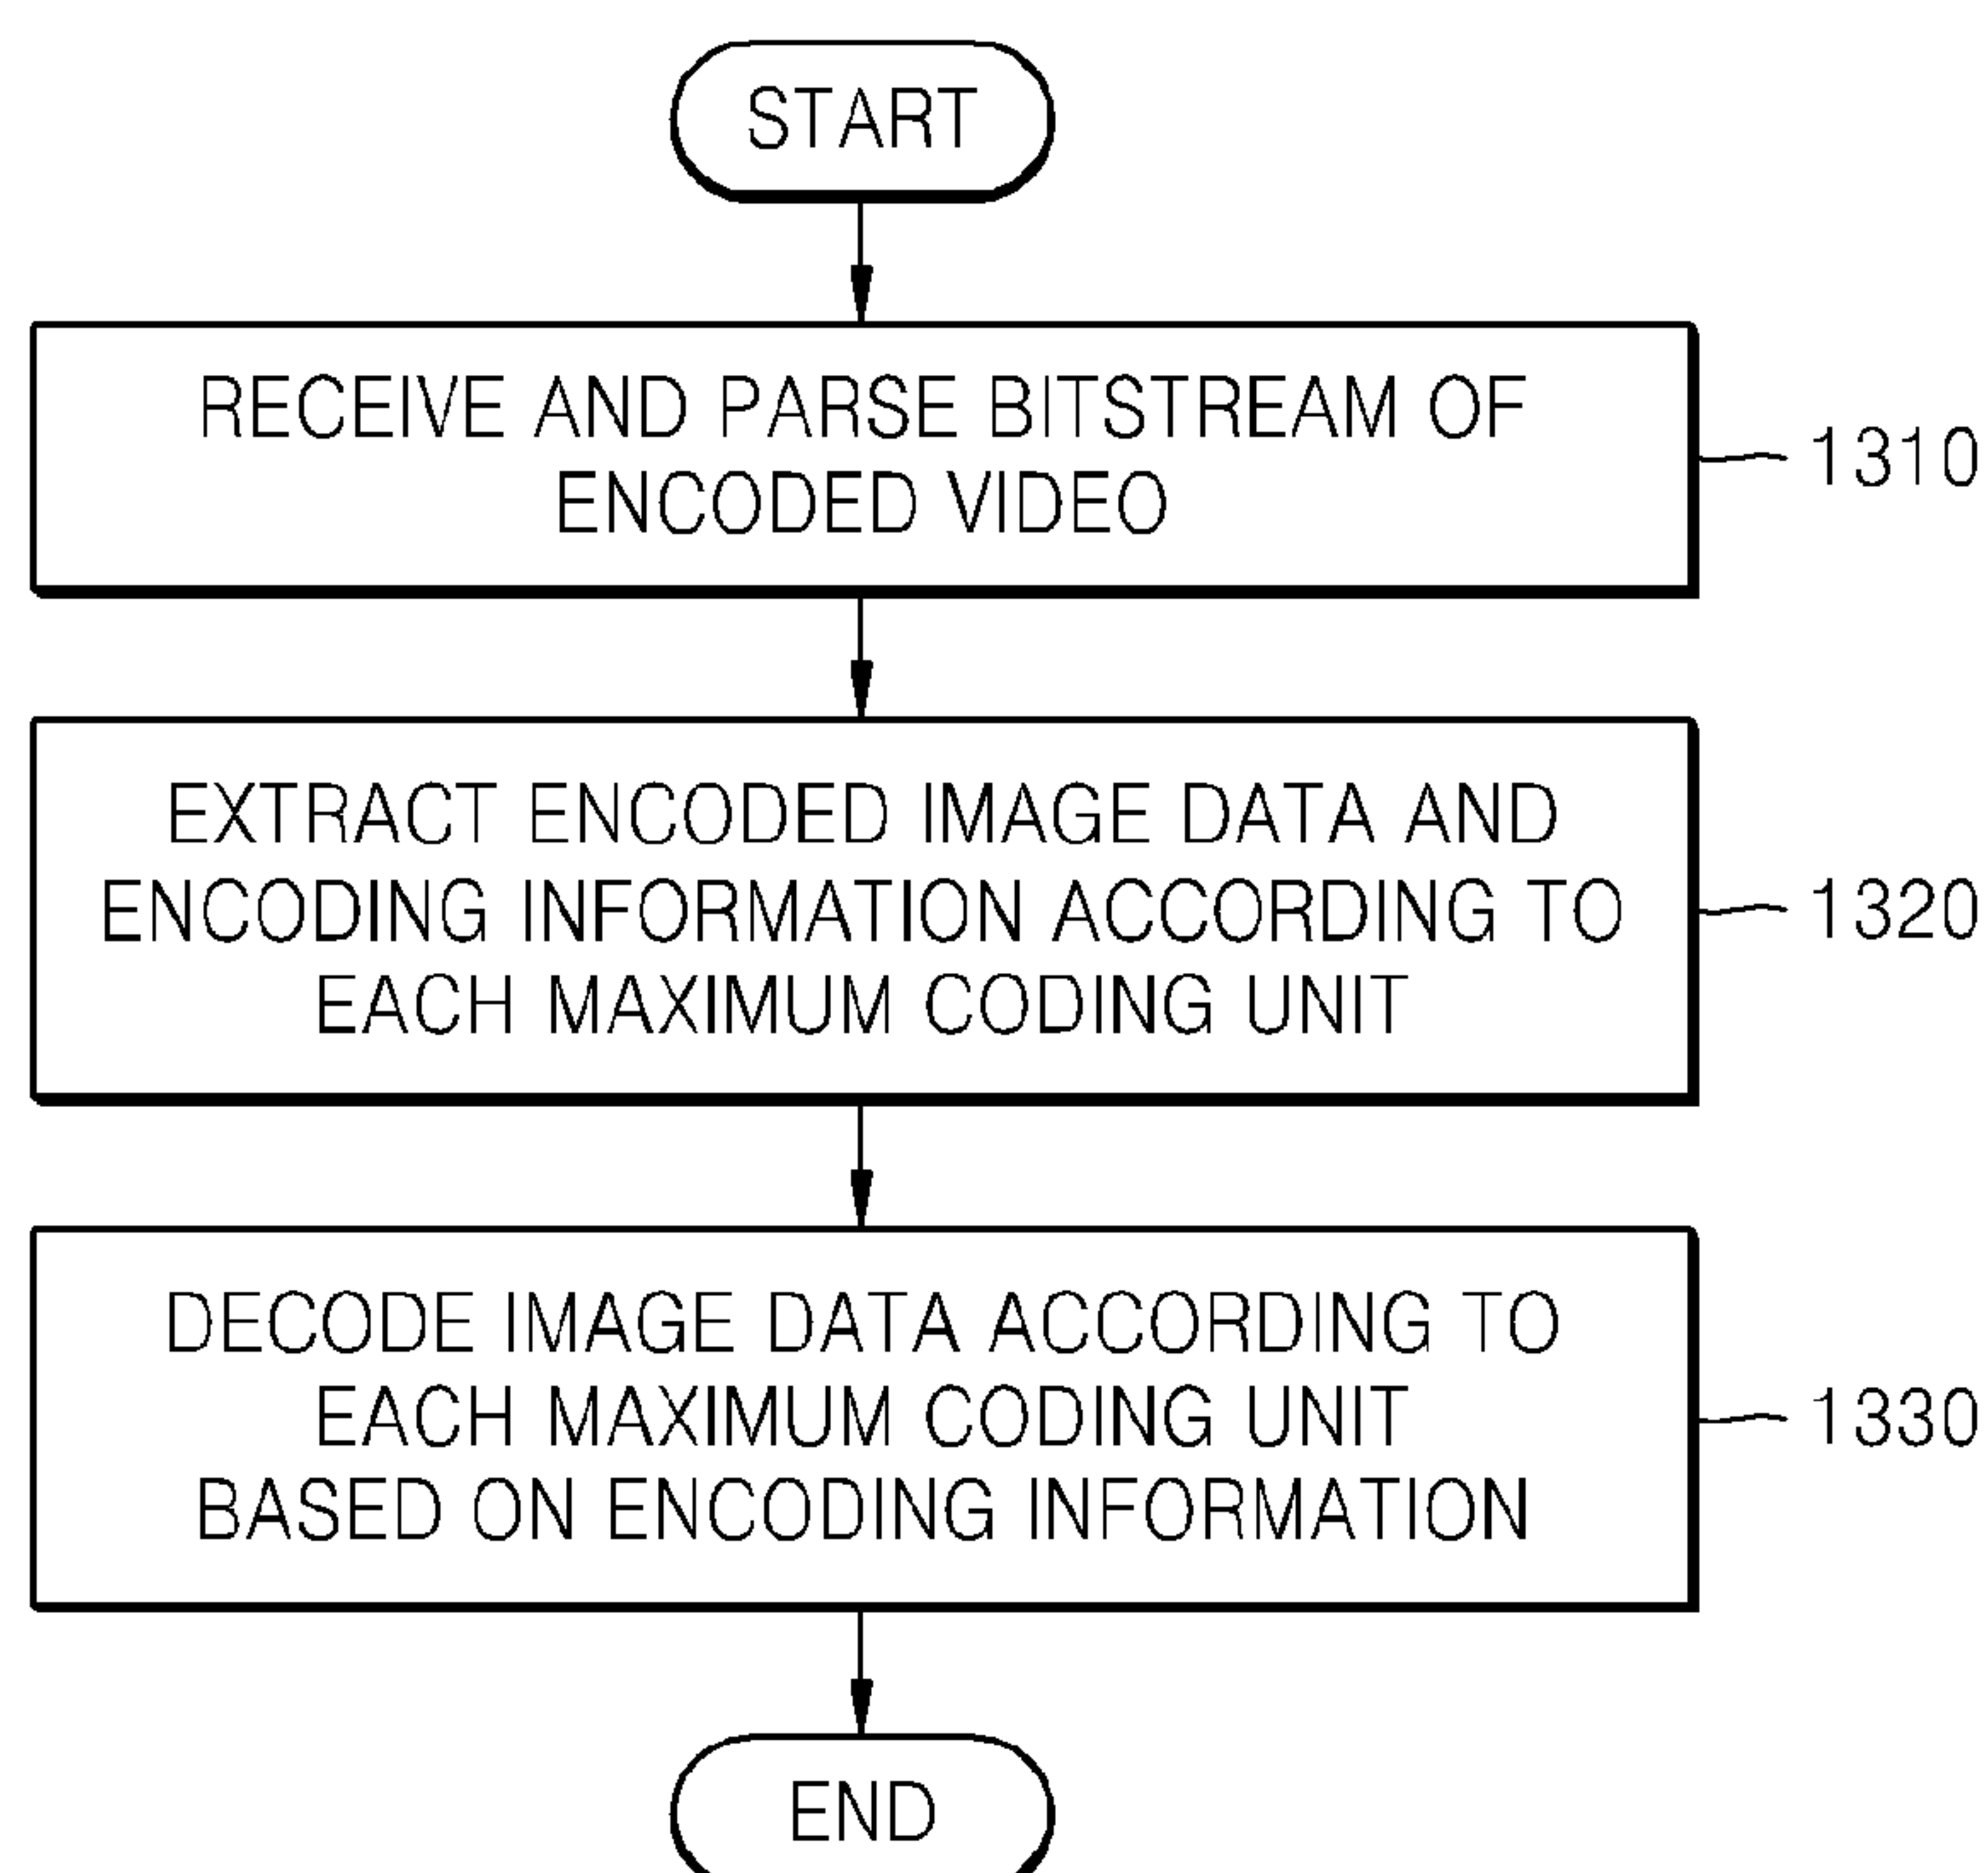 START
RECEIVE AND PARSE BITSTREAM OF
ENCODED VIDEO
1310
EXTRACT ENCODED IMAGE DATA AND
ENCODING INFORMATION ACCORDING TO
EACH MAXIMUM CODING UNIT
1320
DECODE IMAGE DATA ACCORDING TO
EACH MAXIMUM CODING UNIT
BASED ON ENCODING INFORMATION
1330
END